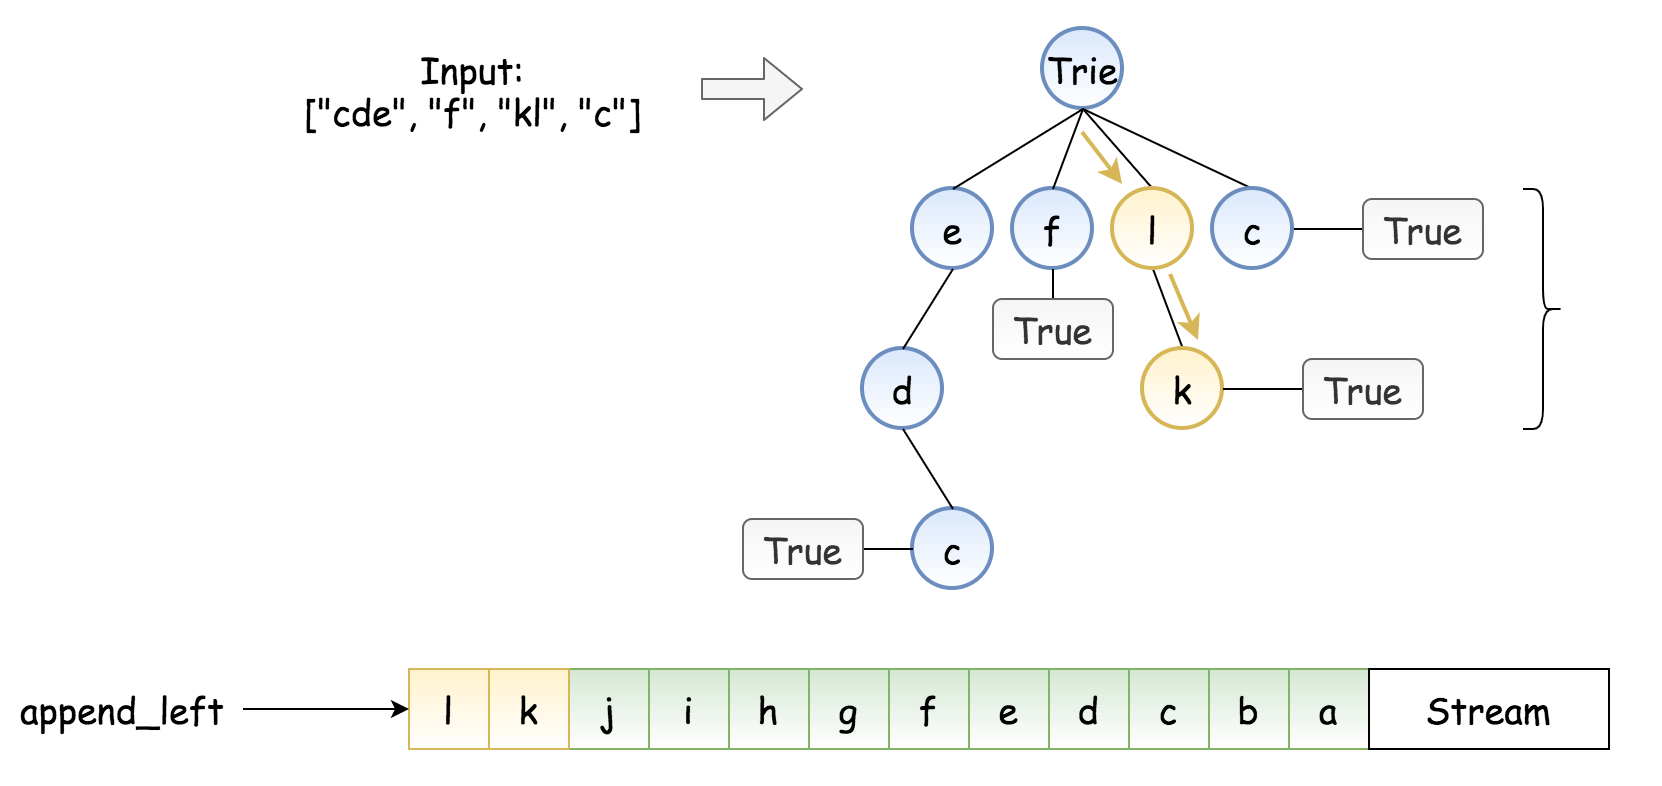 Input:
["cde", "f", "kl", "c"]
Trie
e
f
l
c
True
True
d
k
True
True
c
append_left
l
k
j
i
h
g
f
e
d
c
b
a
Stream